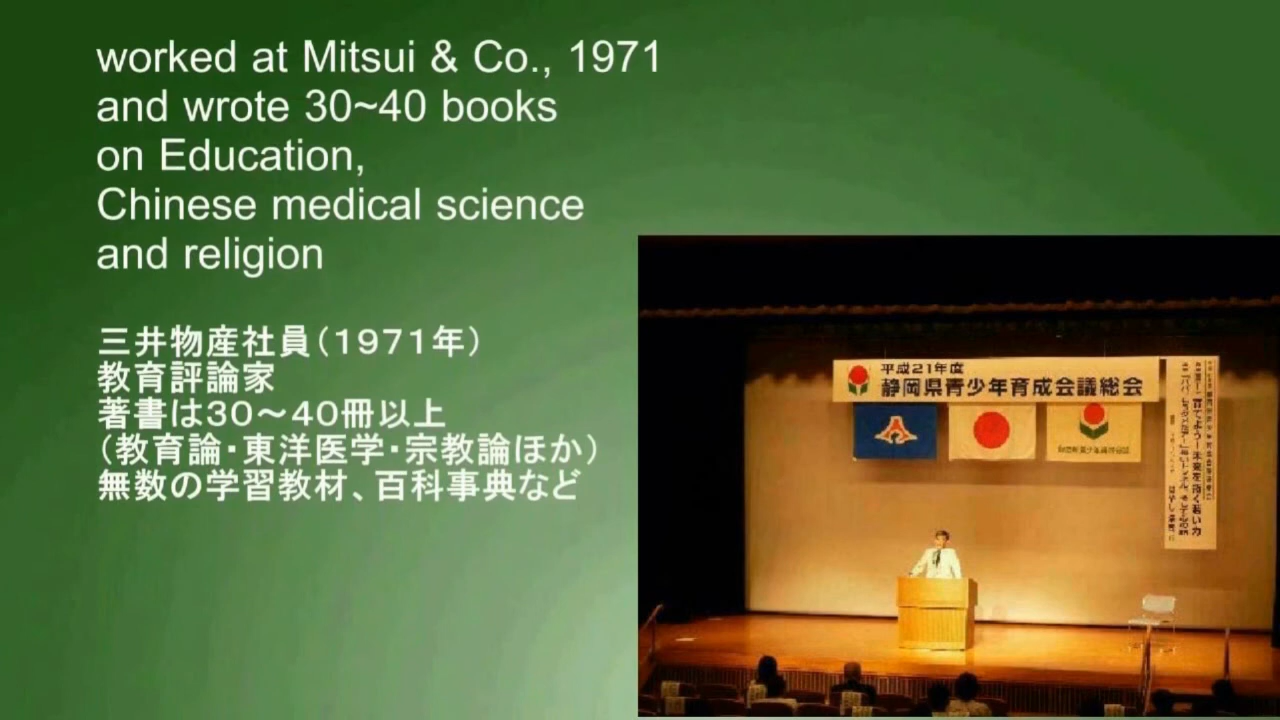 worked at Mitsui & Co., 1971
and wrote 30~40 books
on Education,
Chinese medical science
and religion
三井物産社員（１９７１年）
教育評論家
著書は３０～４０冊以上
（教育論・東洋医学・宗教論ほか）
無数の学習教材、百科事典など
平成21年度
静岡県青少年育成会議総会